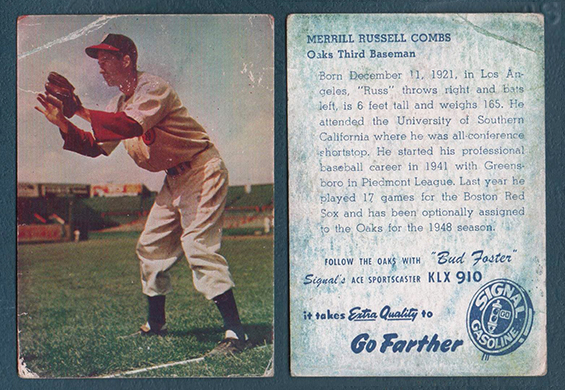 MERRILL RUSSELL COMBS
Oaks Third Baseman
Born December 11, 1921, in Los An-
geles, "Russ" throws right and bats
left, is 6 feet tall and weighs 165. He
attended the University of Southern
California where he was all-conference
shortstop. He started his professional
baseball career in 1941 with Greens-
boro in Piedmont League. Last year he
played 17 games for the Boston Red
Sox and has been optionally assigned
to the Oaks for the 1948 season.
FOLLOW THE OAKS WITH "Bud Foster"
Signal's ACE SPORTSCASTER KLX 910
it takes Extra Quality to
Go Farther
SIGNAL
GO
GASOLINE